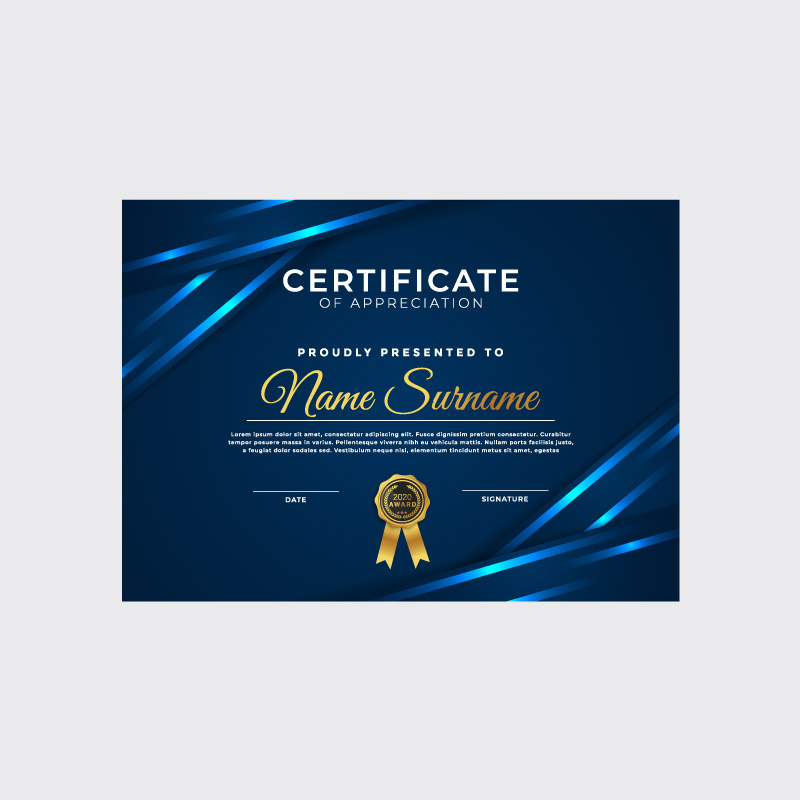 CERTIFICATE
OF APPRECIATION
PROUDLY PRESENTED TO
Name Surname
Lorem ipsum dolor sit amet, consectetur adipiscing elit. Fusce dignissim pretium consectetur. Curabitur
tempor posuere massa in varius. Pellentesque viverra nibh eu vehicula mattis. Nullam porta facilisis justo,
a feugiat dolor sodales sed. Vestibulum neque nisi, elementum tincidunt metus sit amet, egestas
DATE
2020
AWARD
SIGNATURE